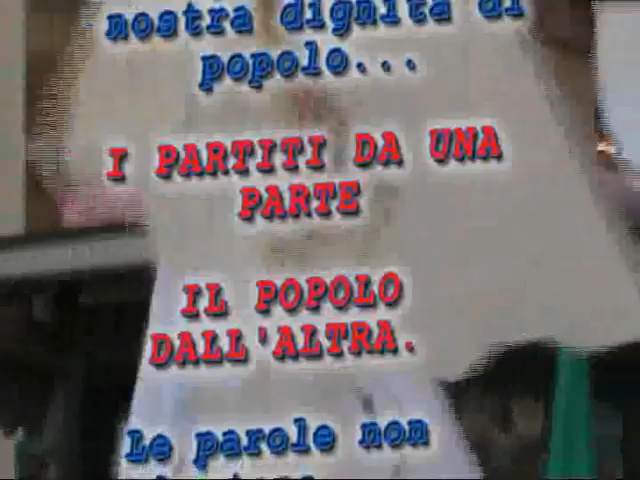 nostra dignità di
popolo...
I PARTITI DA UNA
PARTE
IL POPOLO
DALL'ALTRA.
Le parole non